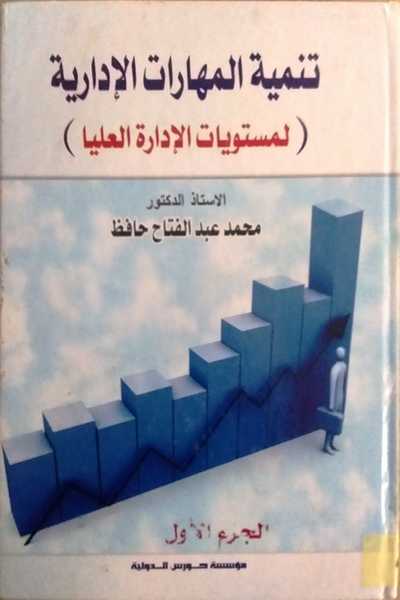 تنمية المهارات الإدارية
( لمستويات الإدارة العليا )
الاستاذ الدكتور
محمد عبد الفتاح حافظ
الجزء الأول
مؤسسة حورس الدولية